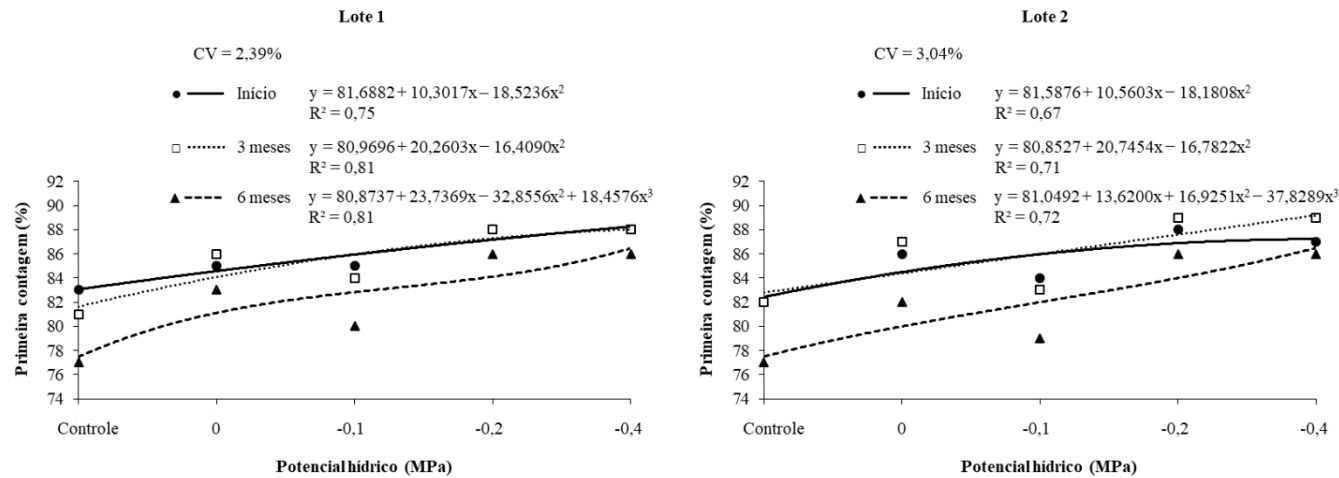 Lote 1
CV = 2,39%
Início y = 81,6882 + 10,3017x – 18,5236x²
R² = 0,75
3 meses y = 80,9696 + 20,2603x – 16,4090x²
R² = 0,81
6 meses y = 80,8737 + 23,7369x – 32,8556x² + 18,4576x³
R² = 0,81
Primeira contagem (%)
92
90
88
86
84
82
80
78
76
74
Controle 0 -0,1 -0,2 -0,4
Potencial hídrico (MPa)
Lote 2
CV = 3,04%
Início y = 81,5876 + 10,5603x – 18,1808x²
R² = 0,67
3 meses y = 80,8527 + 20,7454x – 16,7822x²
R² = 0,71
6 meses y = 81,0492 + 13,6200x + 16,9251x² – 37,8289x³
R² = 0,72
Primeira contagem (%)
92
90
88
86
84
82
80
78
76
74
Controle 0 -0,1 -0,2 -0,4
Potencial hídrico (MPa)